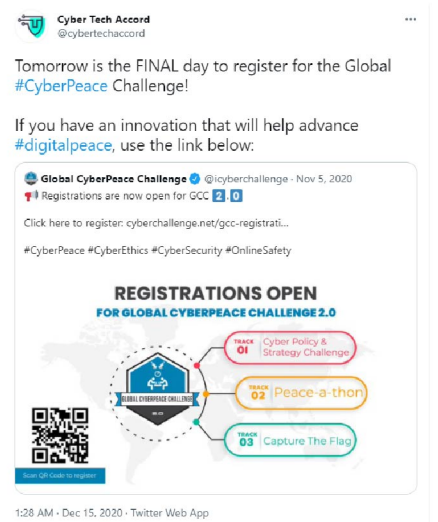 Cyber Tech Accord
@cybertechaccord
Tomorrow is the FINAL day to register for the Global
#CyberPeace Challenge!
If you have an innovation that will help advance
#digitalpeace, use the link below:
Global CyberPeace Challenge @icyberchallenge · Nov 5, 2020
Registrations are now open for GCC 2.0
Click here to register: cyberchallenge.net/gcc-registrati...
#CyberPeace #CyberEthics #CyberSecurity #OnlineSafety
REGISTRATIONS OPEN
FOR GLOBAL CYBERPEACE CHALLENGE 2.0
TRACK 01 Cyber Policy &
Strategy Challenge
TRACK 02 Peace-a-thon
GLOBAL CYBERPEACE CHALLENGE
TRACK 03 Capture The Flag
Scan QR Code to register
1:28 AM · Dec 15, 2020 · Twitter Web App